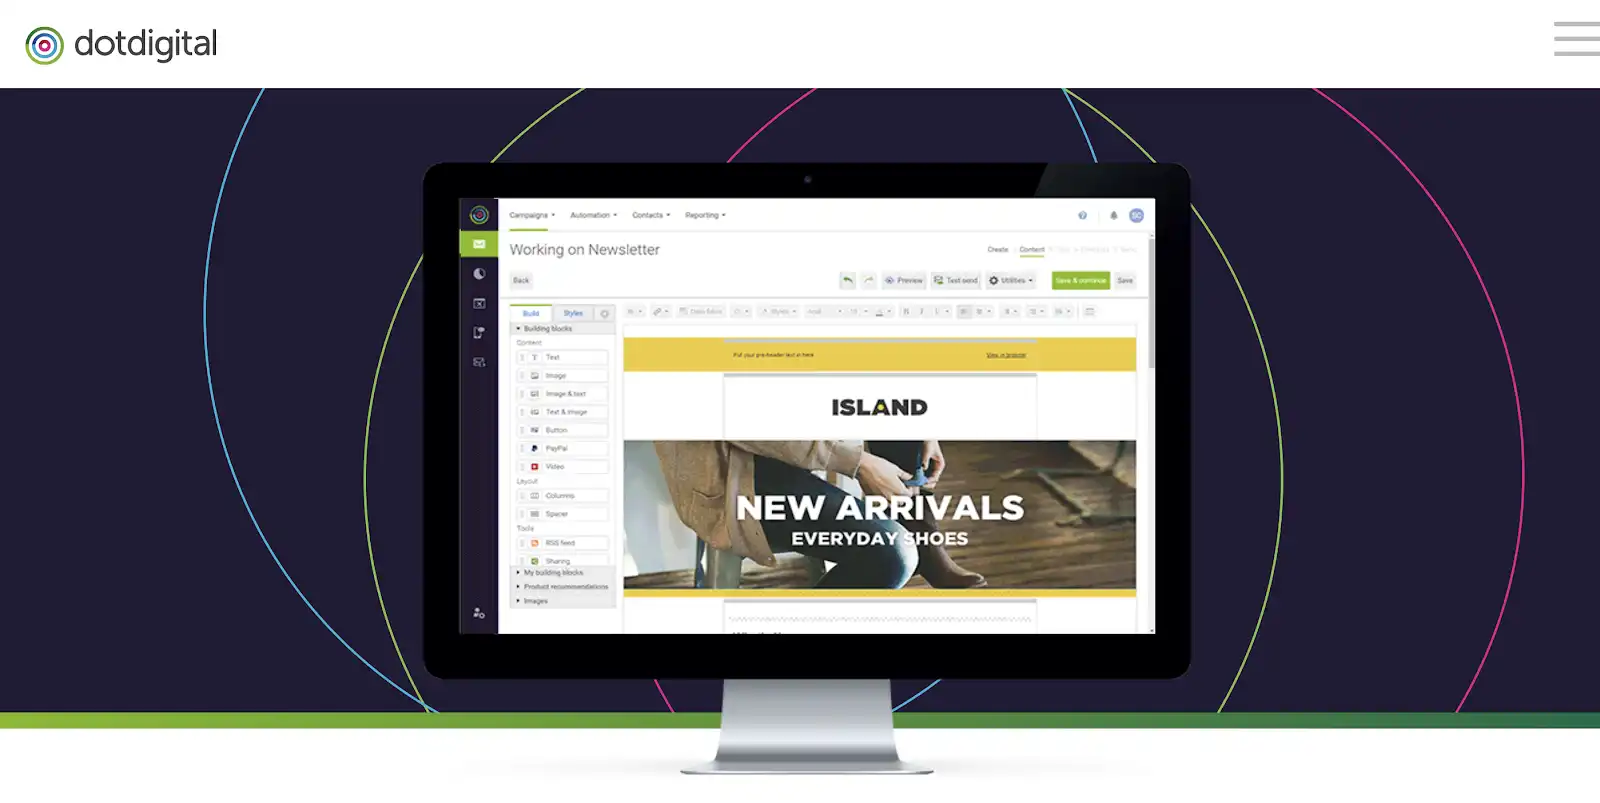 dotdigital
Campaigns Automation Contacts Reporting
SC
Working on Newsletter
Create Content
Back
Preview Test send Utilities Save & continue Save
Build Styles
Building blocks
Content
Text
Image
Image & text
Text & image
Button
PayPal
Video
Layout
Columns
Spacer
Tools
RSS feed
Sharing
My building blocks
Product recommendations
Images
Put your pre-header text in here
View in browser
ISLAND
NEW ARRIVALS
EVERYDAY SHOES